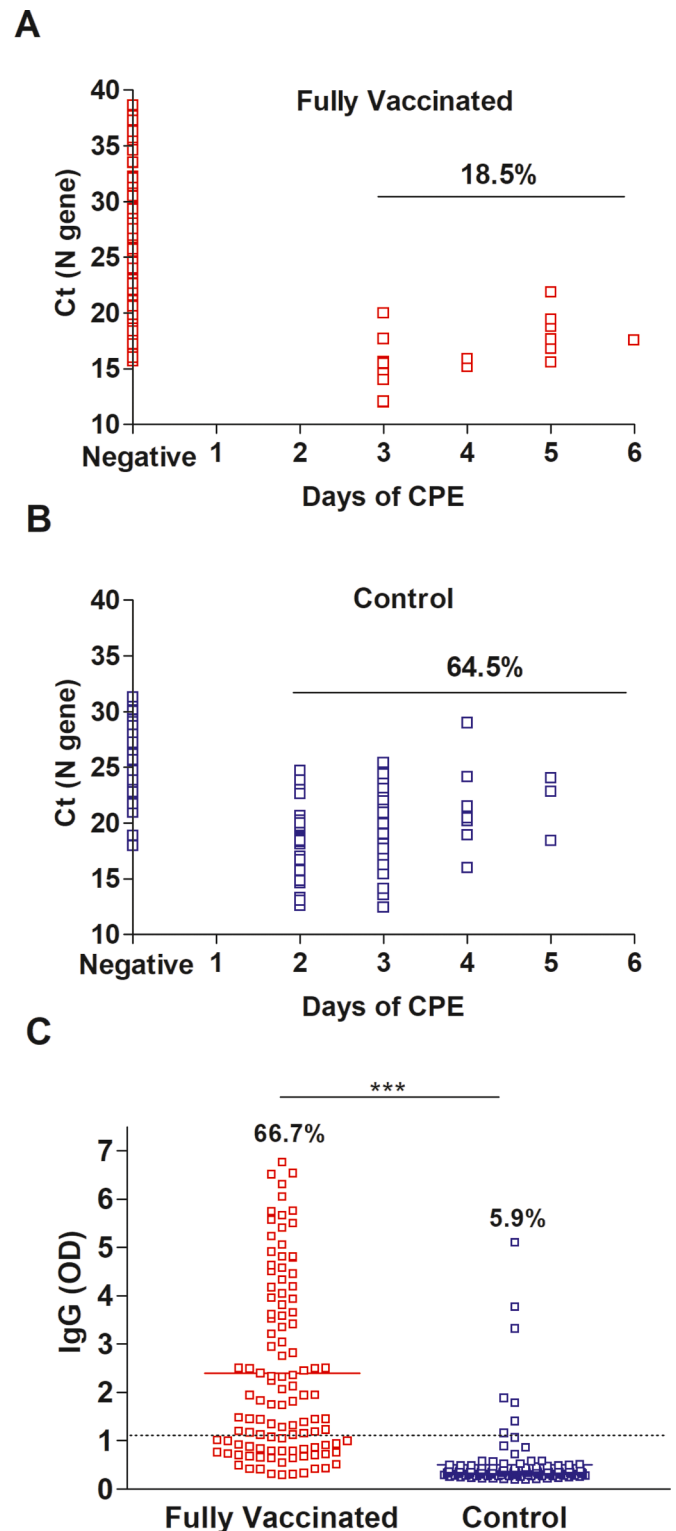 A
Fully Vaccinated
18.5%
Ct (N gene)
40
35
30
25
20
15
10
Negative 1 2 3 4 5 6
Days of CPE
B
Control
64.5%
Ct (N gene)
40
35
30
25
20
15
10
Negative 1 2 3 4 5 6
Days of CPE
C
***
66.7%
5.9%
IgG (OD)
7
6
5
4
3
2
1
0
Fully Vaccinated Control